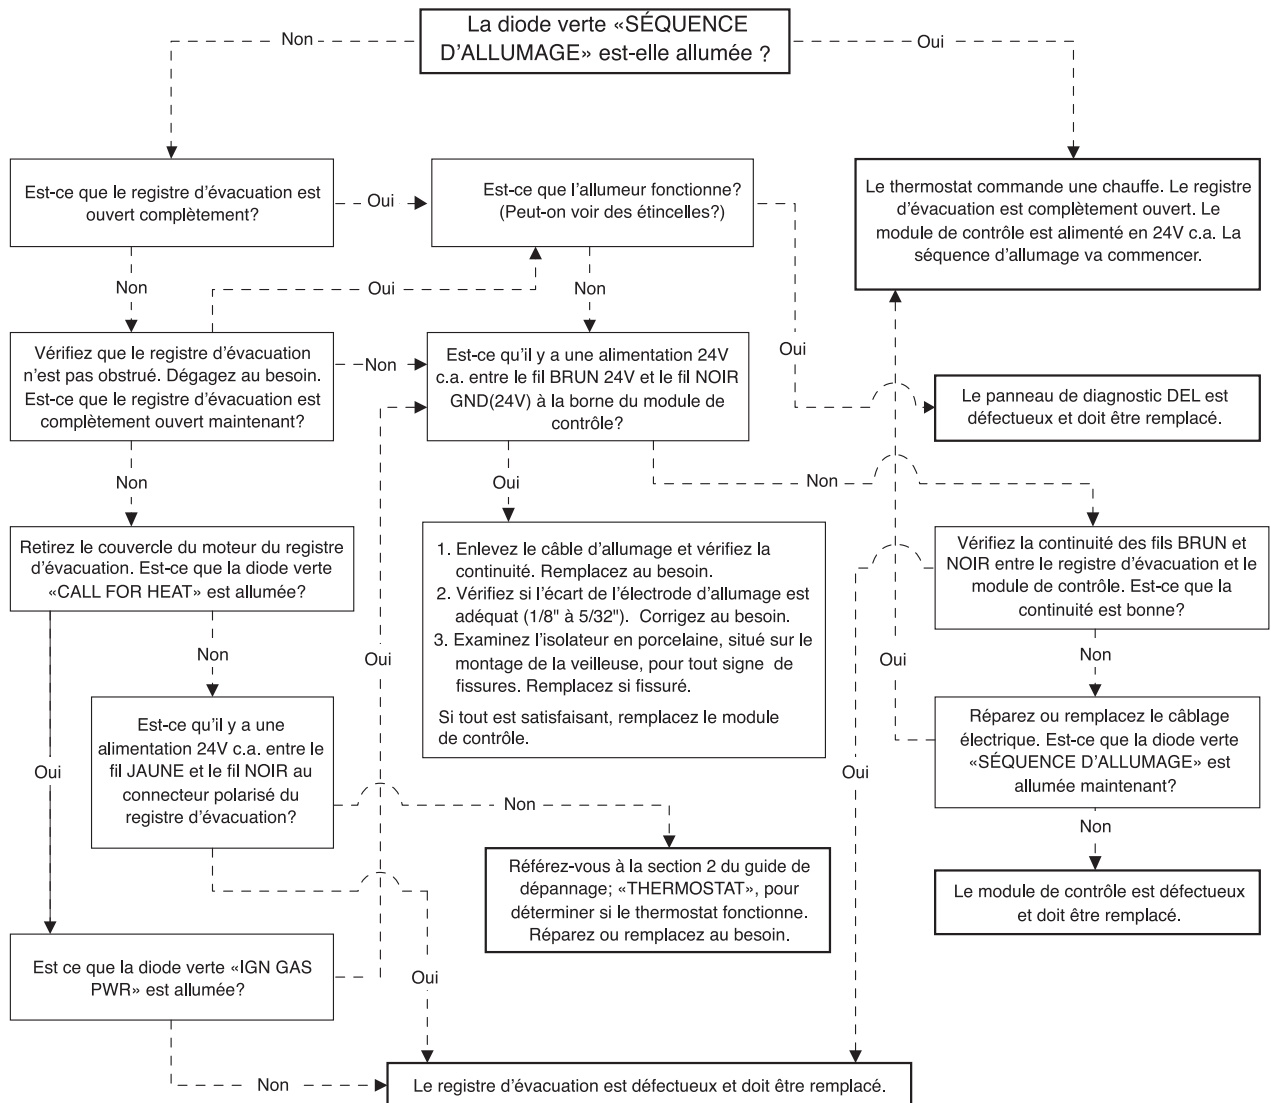 La diode verte «SÉQUENCE
D'ALLUMAGE» est-elle allumée ?
Non
Oui
Est-ce que le registre d'évacuation est
ouvert complètement?
Oui
Est-ce que l'allumeur fonctionne?
(Peut-on voir des étincelles?)
Le thermostat commande une chauffe. Le registre
d'évacuation est complètement ouvert. Le
module de contrôle est alimenté en 24V c.a. La
séquence d'allumage va commencer.
Non
Oui
Non
Vérifiez que le registre d'évacuation
n'est pas obstrué. Dégagez au besoin.
Est-ce que le registre d'évacuation est
complètement ouvert maintenant?
Non
Est-ce qu'il y a une alimentation 24V
c.a. entre le fil BRUN 24V et le fil NOIR
GND(24V) à la borne du module de
contrôle?
Oui
Le panneau de diagnostic DEL est
défectueux et doit être remplacé.
Non
Oui
Non
Retirez le couvercle du moteur du registre
d'évacuation. Est-ce que la diode verte
«CALL FOR HEAT» est allumée?
1. Enlevez le câble d'allumage et vérifiez la
continuité. Remplacez au besoin.
2. Vérifiez si l'écart de l'électrode d'allumage est
adéquat (1/8" à 5/32"). Corrigez au besoin.
3. Examinez l'isolateur en porcelaine, situé sur le
montage de la veilleuse, pour tout signe de
fissures. Remplacez si fissuré.
Si tout est satisfaisant, remplacez le module
de contrôle.
Vérifiez la continuité des fils BRUN et
NOIR entre le registre d'évacuation et le
module de contrôle. Est-ce que la
continuité est bonne?
Non
Oui
Oui
Non
Est-ce qu'il y a une
alimentation 24V c.a. entre le
fil JAUNE et le fil NOIR au
connecteur polarisé du
registre d'évacuation?
Réparez ou remplacez le câblage
électrique. Est-ce que la diode verte
«SÉQUENCE D'ALLUMAGE» est
allumée maintenant?
Oui
Oui
Non
Non
Référez-vous à la section 2 du guide de
dépannage; «THERMOSTAT», pour
déterminer si le thermostat fonctionne.
Réparez ou remplacez au besoin.
Le module de contrôle est défectueux
et doit être remplacé.
Est ce que la diode verte «IGN GAS
PWR» est allumée?
Oui
Non
Le registre d'évacuation est défectueux et doit être remplacé.